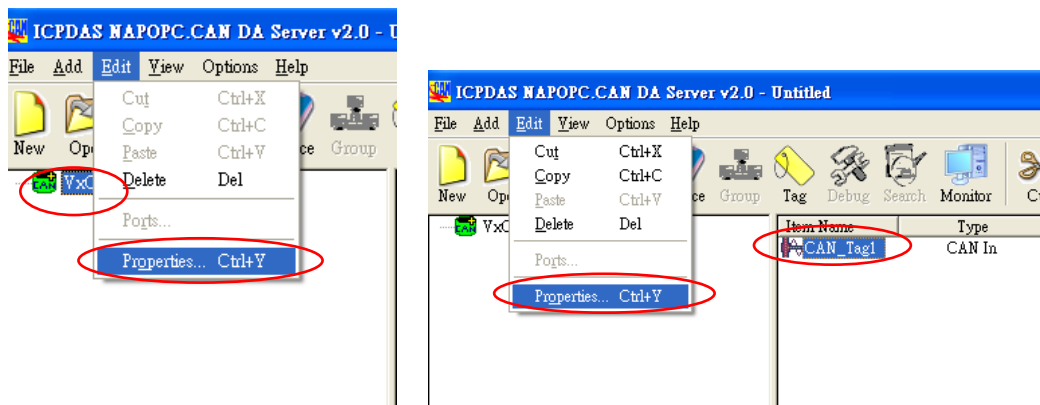 ICPDAS NAPOPC.CAN DA Server v2.0 -
File Add Edit View Options Help
Cut Ctrl+X
Copy Ctrl+C
Paste Ctrl+V
Delete Del
Ports...
Properties... Ctrl+Y
New Group
ICPDAS NAPOPC.CAN DA Server v2.0 - Untitled
File Add Edit View Options Help
Cut Ctrl+X
Copy Ctrl+C
Paste Ctrl+V
Delete Del
Ports...
Properties... Ctrl+Y
New Group Tag Debug Search Monitor
Item Name Type
CAN_Tag1 CAN In